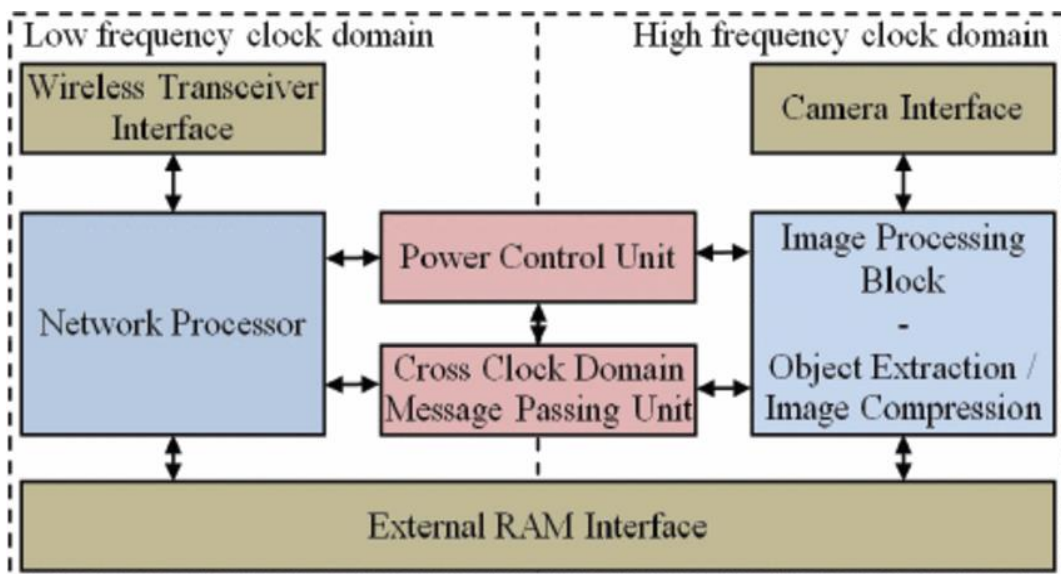 Low frequency clock domain
High frequency clock domain
Wireless Transceiver
Interface
Camera Interface
Network Processor
Power Control Unit
Cross Clock Domain
Message Passing Unit
Image Processing
Block
-
Object Extraction /
Image Compression
External RAM Interface